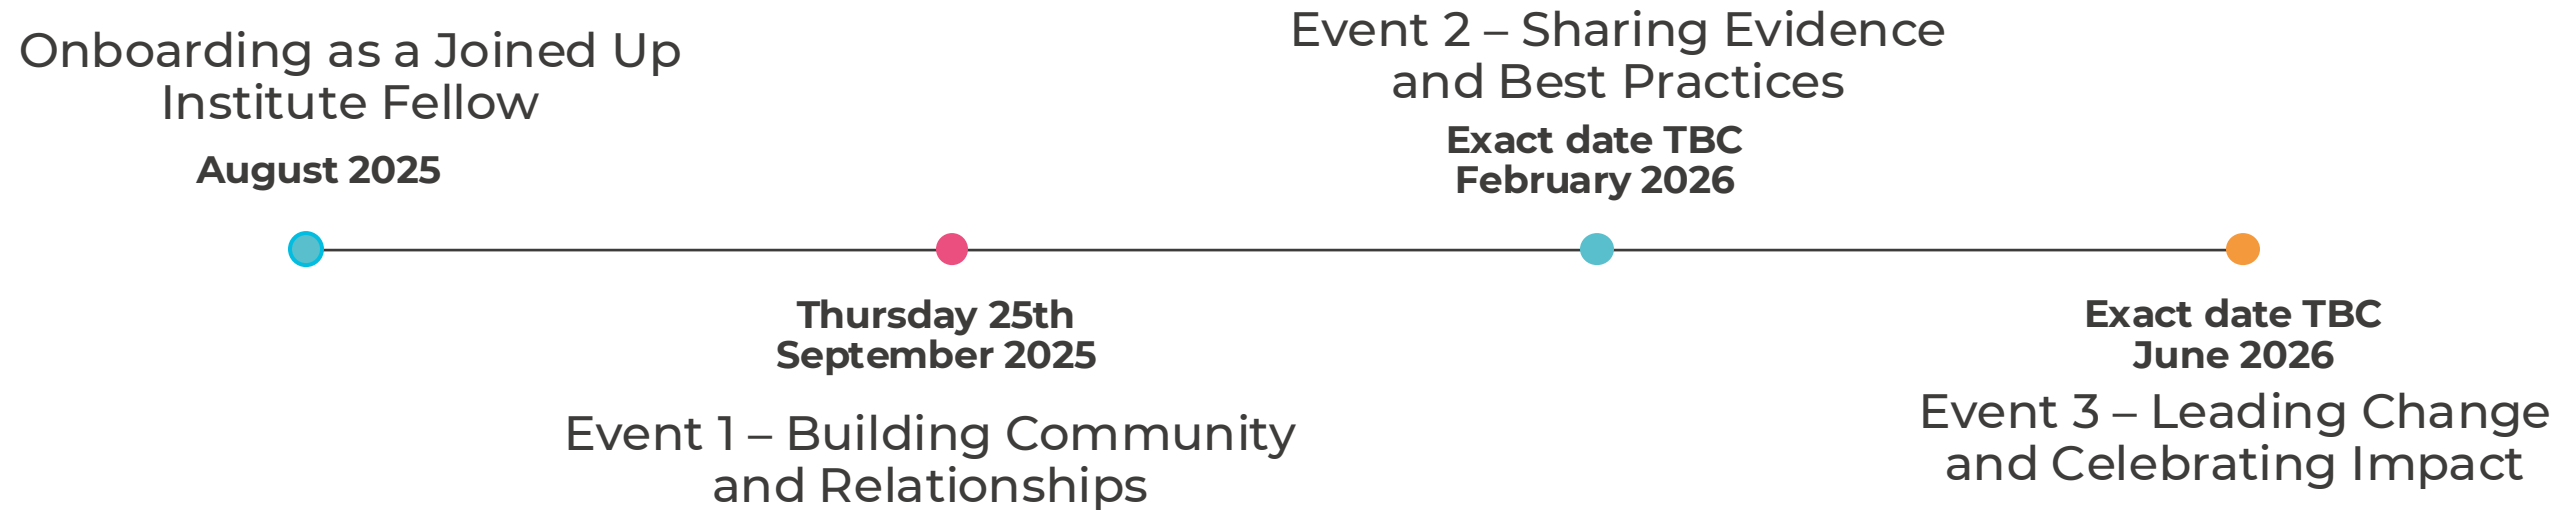 Onboarding as a Joined Up
Institute Fellow
August 2025
Thursday 25th
September 2025
Event 1 – Building Community
and Relationships
Event 2 – Sharing Evidence
and Best Practices
Exact date TBC
February 2026
Exact date TBC
June 2026
Event 3 – Leading Change
and Celebrating Impact